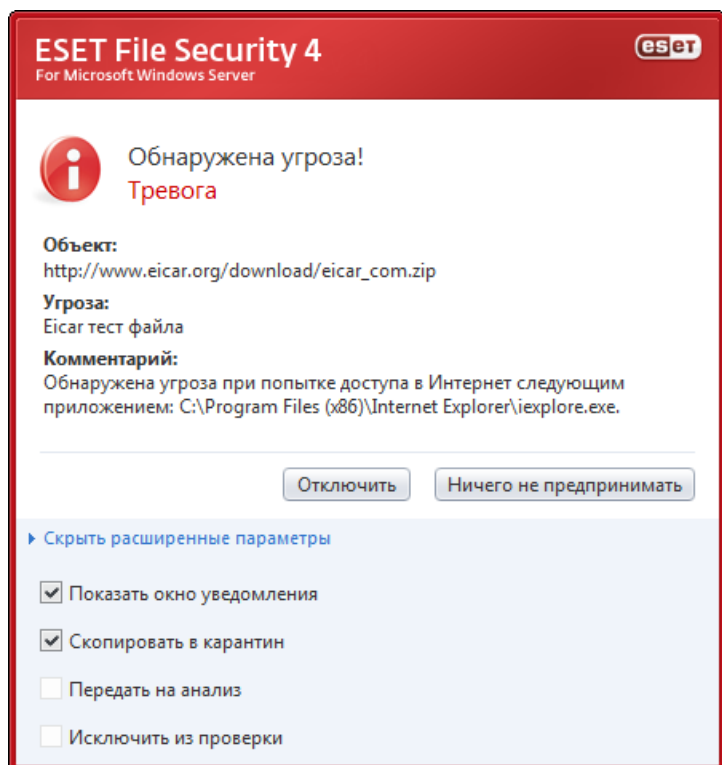 ESET File Security 4
For Microsoft Windows Server
eset
Обнаружена угроза!
Тревога
Объект:
http://www.eicar.org/download/eicar_com.zip
Угроза:
Eicar тест файла
Комментарий:
Обнаружена угроза при попытке доступа в Интернет следующим
приложением: C:\Program Files (x86)\Internet Explorer\iexplore.exe.
Отключить
Ничего не предпринимать
Скрыть расширенные параметры
Показать окно уведомления
Скопировать в карантин
Передать на анализ
Исключить из проверки